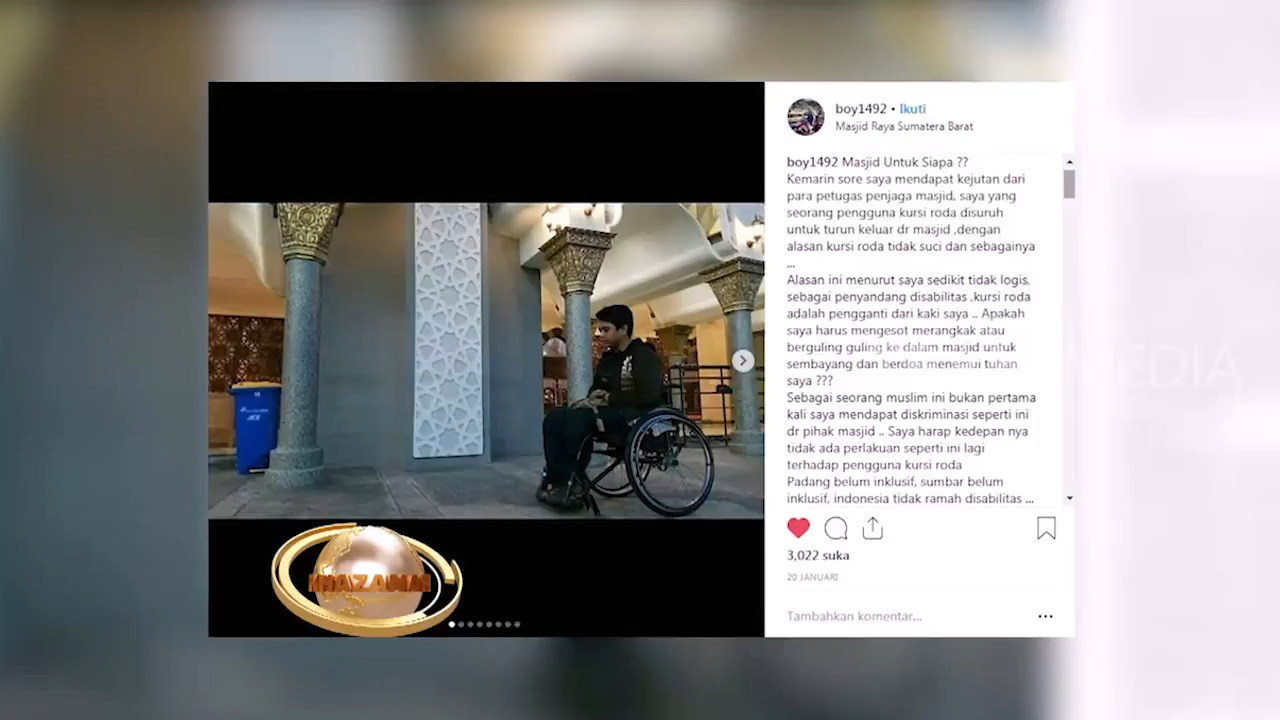 boy1492 • Ikuti
Masjid Raya Sumatera Barat
boy1492 Masjid Untuk Siapa ??
Kemarin sore saya mendapat kejutan dari
para petugas penjaga masjid, saya yang
seorang pengguna kursi roda disuruh
untuk turun keluar dr masjid ,dengan
alasan kursi roda tidak suci dan sebagainya
...
Alasan ini menurut saya sedikit tidak logis,
sebagai penyandang disabilitas ,kursi roda
adalah pengganti dari kaki saya .. Apakah
saya harus mengesot merangkak atau
berguling guling ke dalam masjid untuk
sembayang dan berdoa menemui tuhan
saya ???
Sebagai seorang muslim ini bukan pertama
kali saya mendapat diskriminasi seperti ini
dr pihak masjid .. Saya harap kedepan nya
tidak ada perlakuan seperti ini lagi
terhadap pengguna kursi roda
Padang belum inklusif, sumbar belum
inklusif, indonesia tidak ramah disabilitas ...
3,022 suka
20 JANUARI
Tambahkan komentar...
KHAZANAH
EDIA